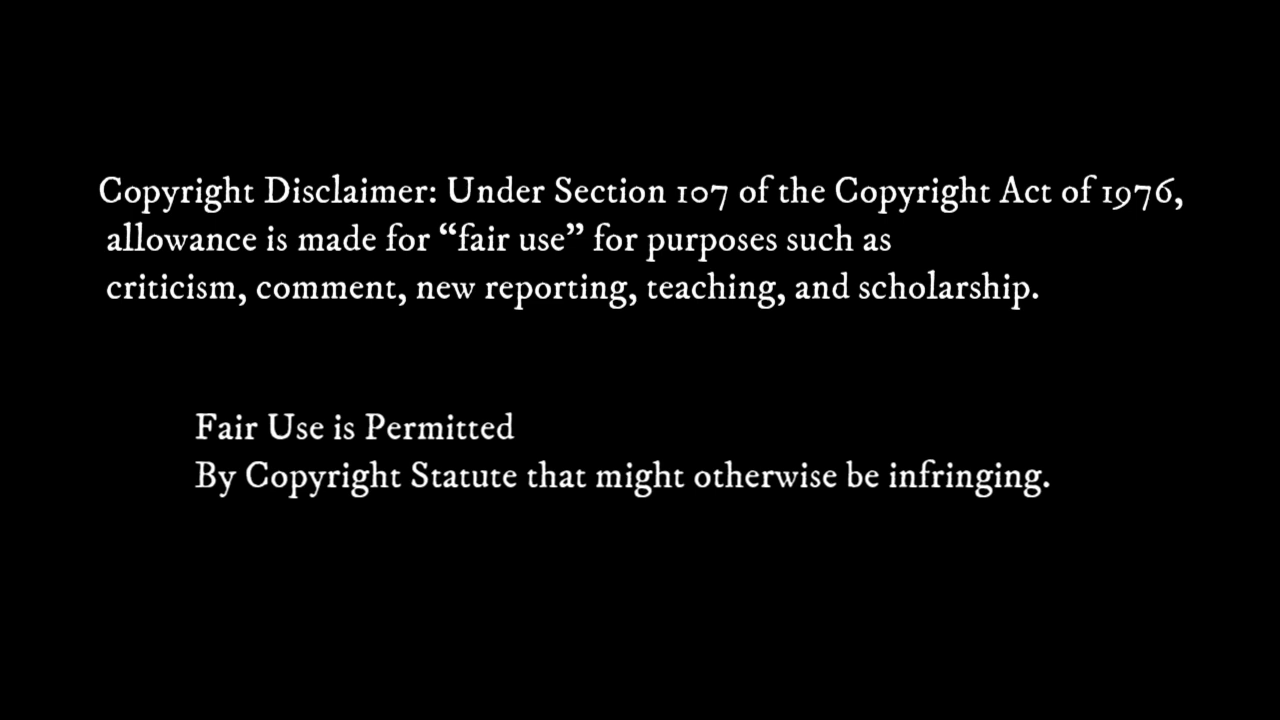 Copyright Disclaimer: Under Section 107 of the Copyright Act of 1976,
allowance is made for “fair use” for purposes such as
criticism, comment, new reporting, teaching, and scholarship.
Fair Use is Permitted
By Copyright Statute that might otherwise be infringing.